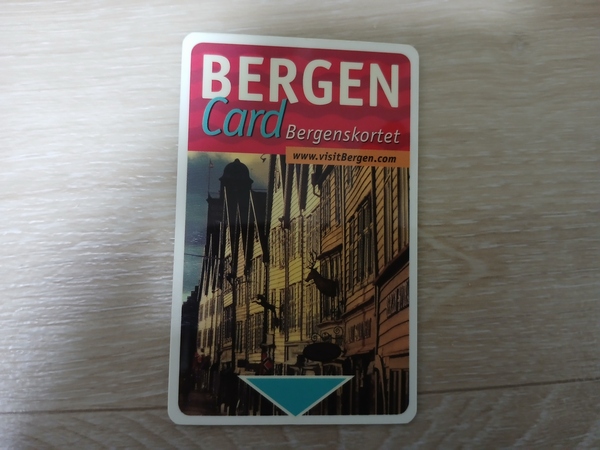 BERGEN
Card Bergenskortet
www.visitBergen.com